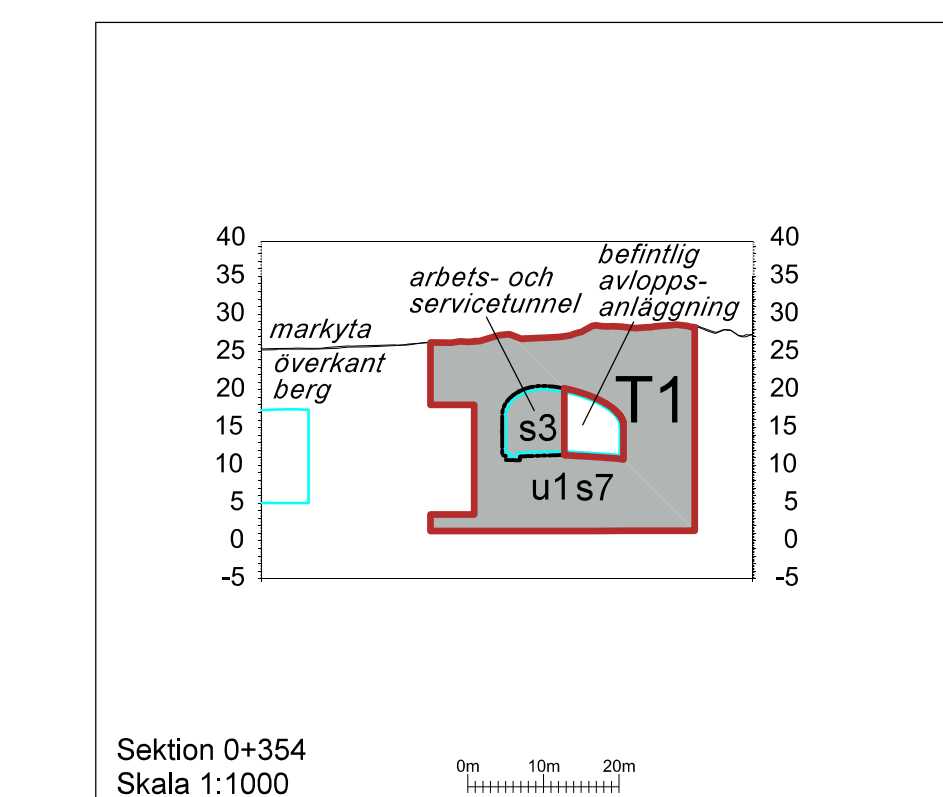 40
35
30
25
20
15
10
5
0
-5
markyta
överkant
berg
arbets- och
servicetunnel
befintlig
avlopps-
anläggning
T1
s3
u1 s7
40
35
30
25
20
15
10
5
0
-5
Sektion 0+354
Skala 1:1000
0m 10m 20m